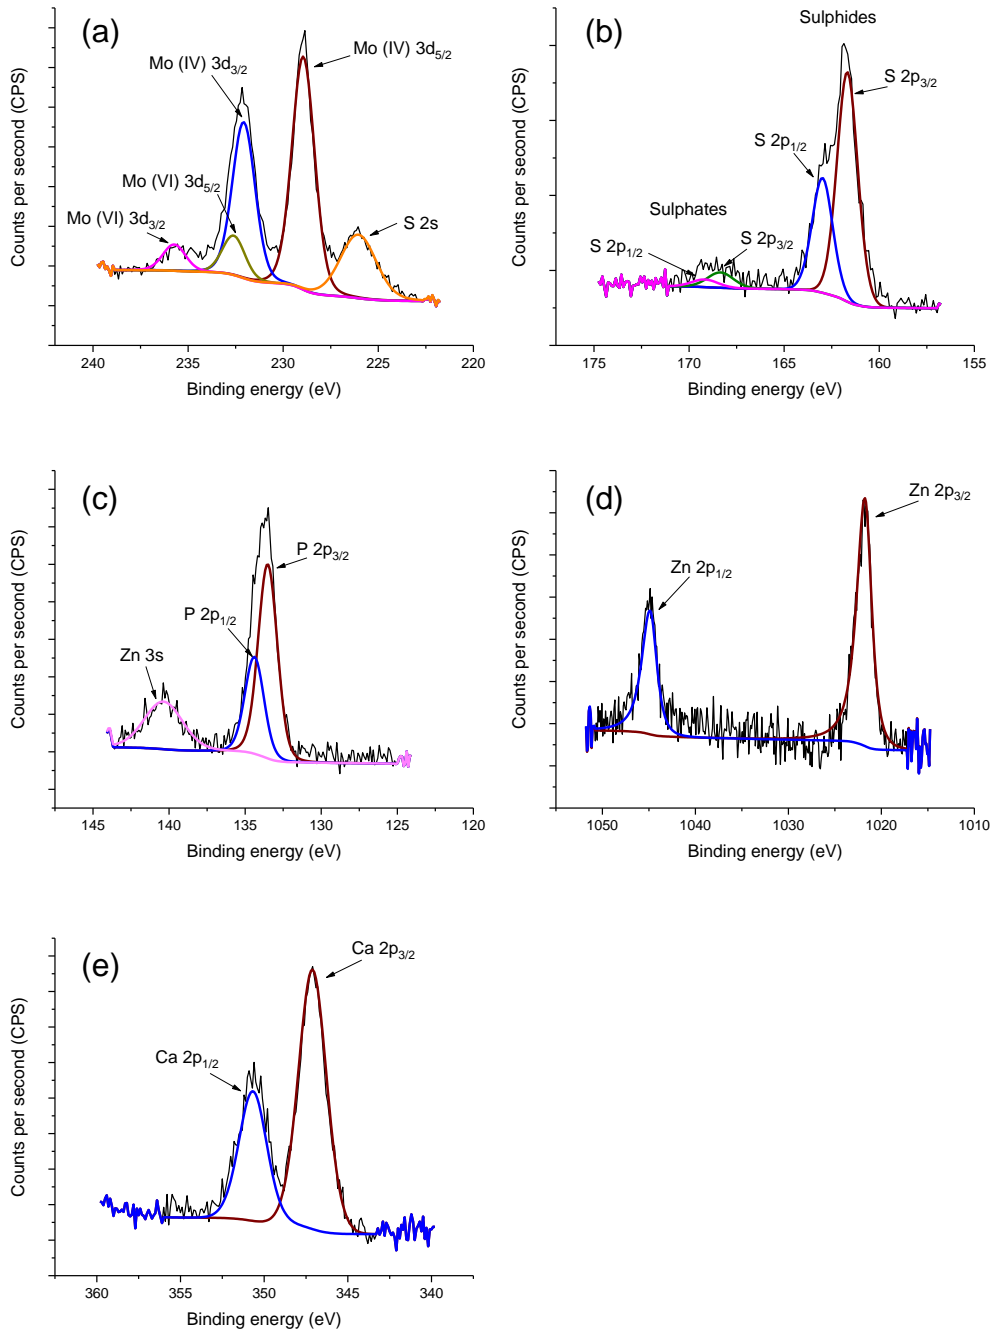 (a)
Mo (IV) 3d5/2
Mo (IV) 3d3/2
Mo (VI) 3d5/2
Mo (VI) 3d3/2
S 2s
Counts per second (CPS)
240 235 230 225 220
Binding energy (eV)
(b)
Sulphides
S 2p3/2
S 2p1/2
Sulphates
S 2p3/2
S 2p1/2
Counts per second (CPS)
175 170 165 160 155
Binding energy (eV)
(c)
P 2p3/2
P 2p1/2
Zn 3s
Counts per second (CPS)
145 140 135 130 125 120
Binding energy (eV)
(d)
Zn 2p3/2
Zn 2p1/2
Counts per second (CPS)
1050 1040 1030 1020 1010
Binding energy (eV)
(e)
Ca 2p3/2
Ca 2p1/2
Counts per second (CPS)
360 355 350 345 340
Binding energy (eV)